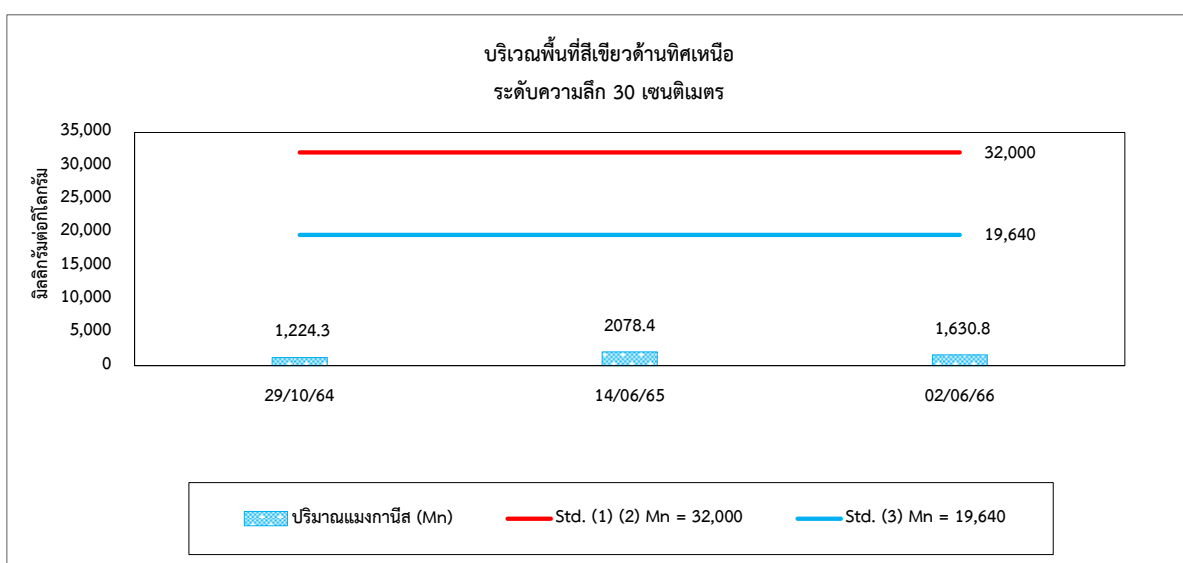 บริเวณพื้นที่สีเขียวด้านทิศเหนือ
ระดับความลึก 30 เซนติเมตร
มิลลิกรัมต่อกิโลกรัม
35,000
30,000
25,000
20,000
15,000
10,000
5,000
0
32,000
19,640
1,224.3
2078.4
1,630.8
29/10/64
14/06/65
02/06/66
ปริมาณแมงกานีส (Mn)
Std. (1) (2) Mn = 32,000
Std. (3) Mn = 19,640